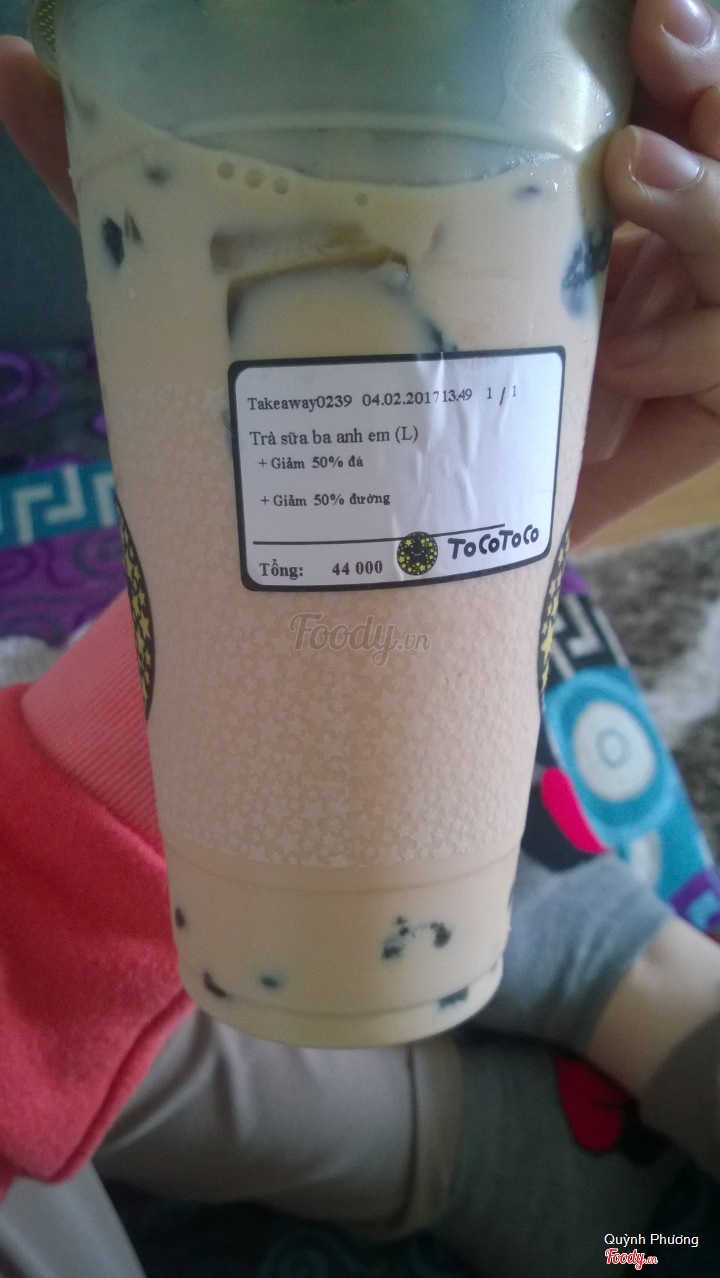 Takeaway0239 04.02.2017 13.49 1 / 1
Trà sữa ba anh em (L)
+ Giảm 50% đá
+ Giảm 50% đường
Tổng: 44 000 TOCOTOCO
Foody.vn
Quỳnh Phương
Foody.vn